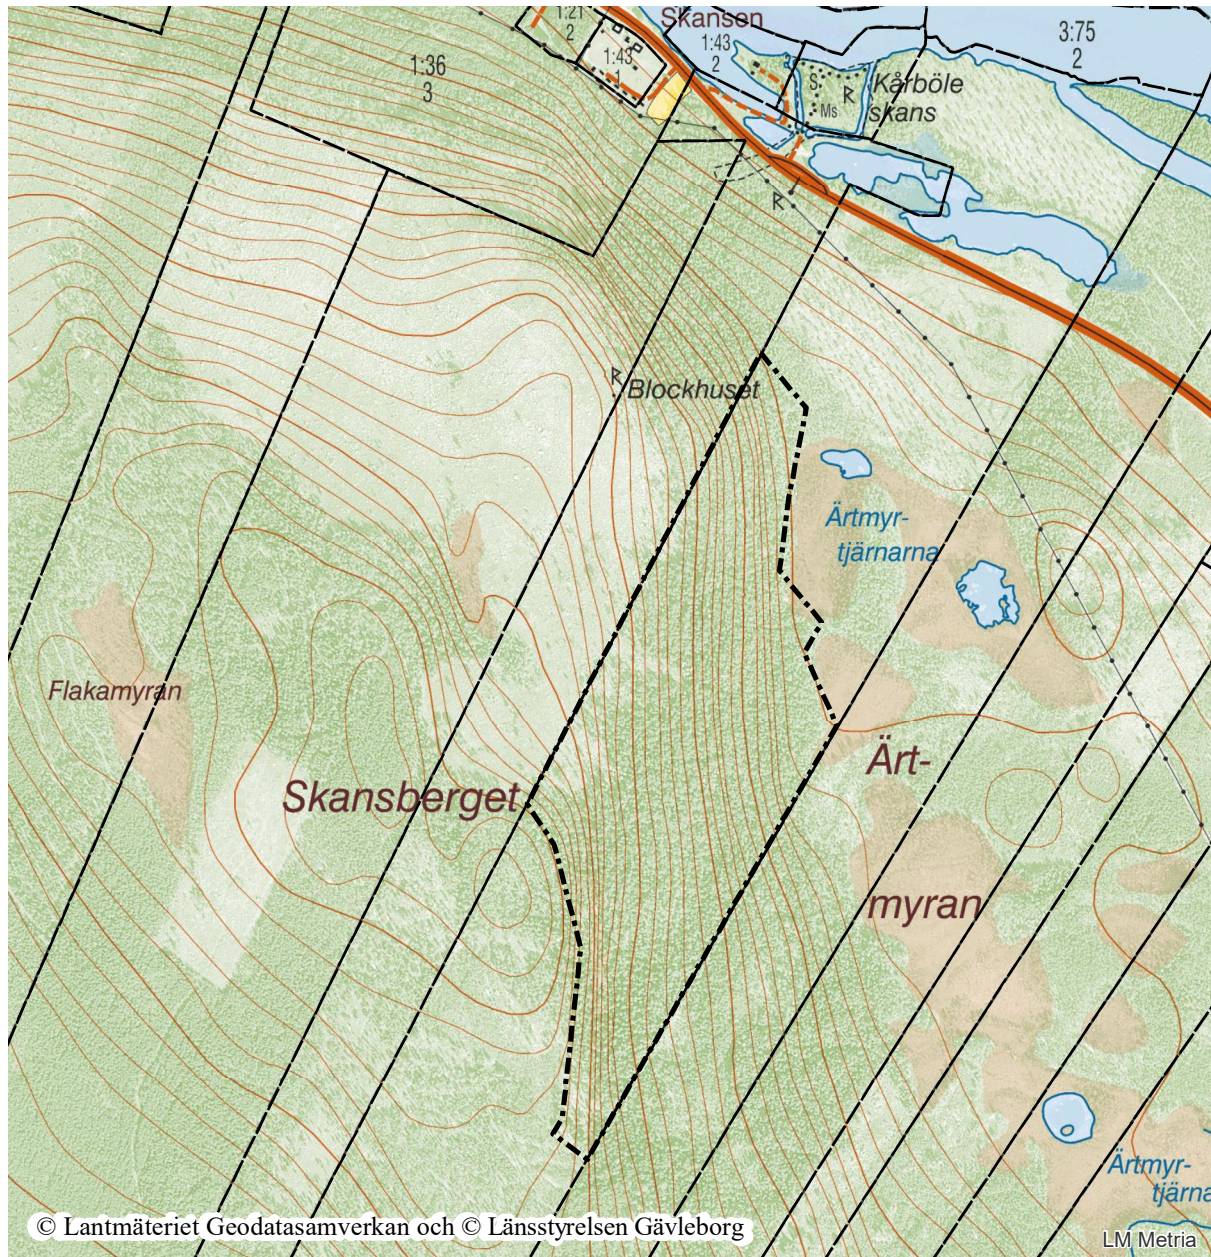 1:21
2
Skansen
1:43
2
3:75
2
1:36
3
1:43
1
S
Ms
R
Kårböle
skans
R
R
Blockhuset
Ärtmyr-
tjärnarna
Flakamyran
Skansberget
Ärt-
myran
Ärtmyr-
tjärna
© Lantmäteriet Geodatasamverkan och © Länsstyrelsen Gävleborg
LM Metria